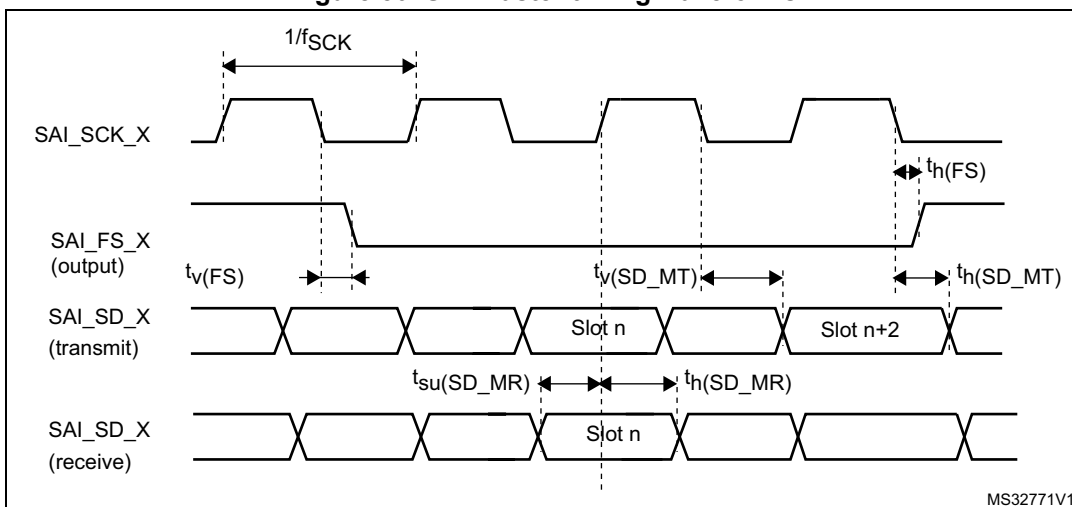 1/fSCK
SAI_SCK_X
th(FS)
SAI_FS_X
(output)
tv(FS)
tv(SD_MT)
th(SD_MT)
SAI_SD_X
(transmit)
Slot n
Slot n+2
tsu(SD_MR)
th(SD_MR)
SAI_SD_X
(receive)
Slot n
MS32771V1